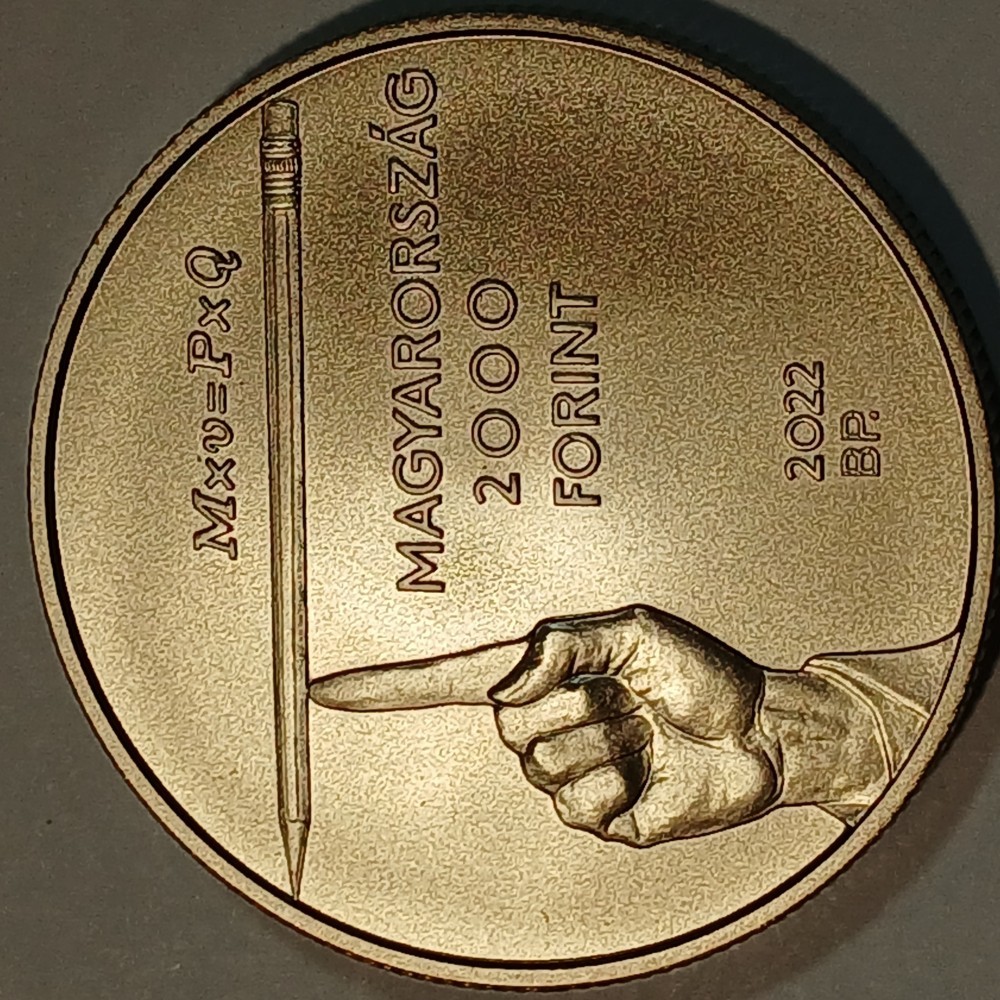 M×v=P×Q
MAGYARORSZÁG
2000
FORINT
2022
BP.